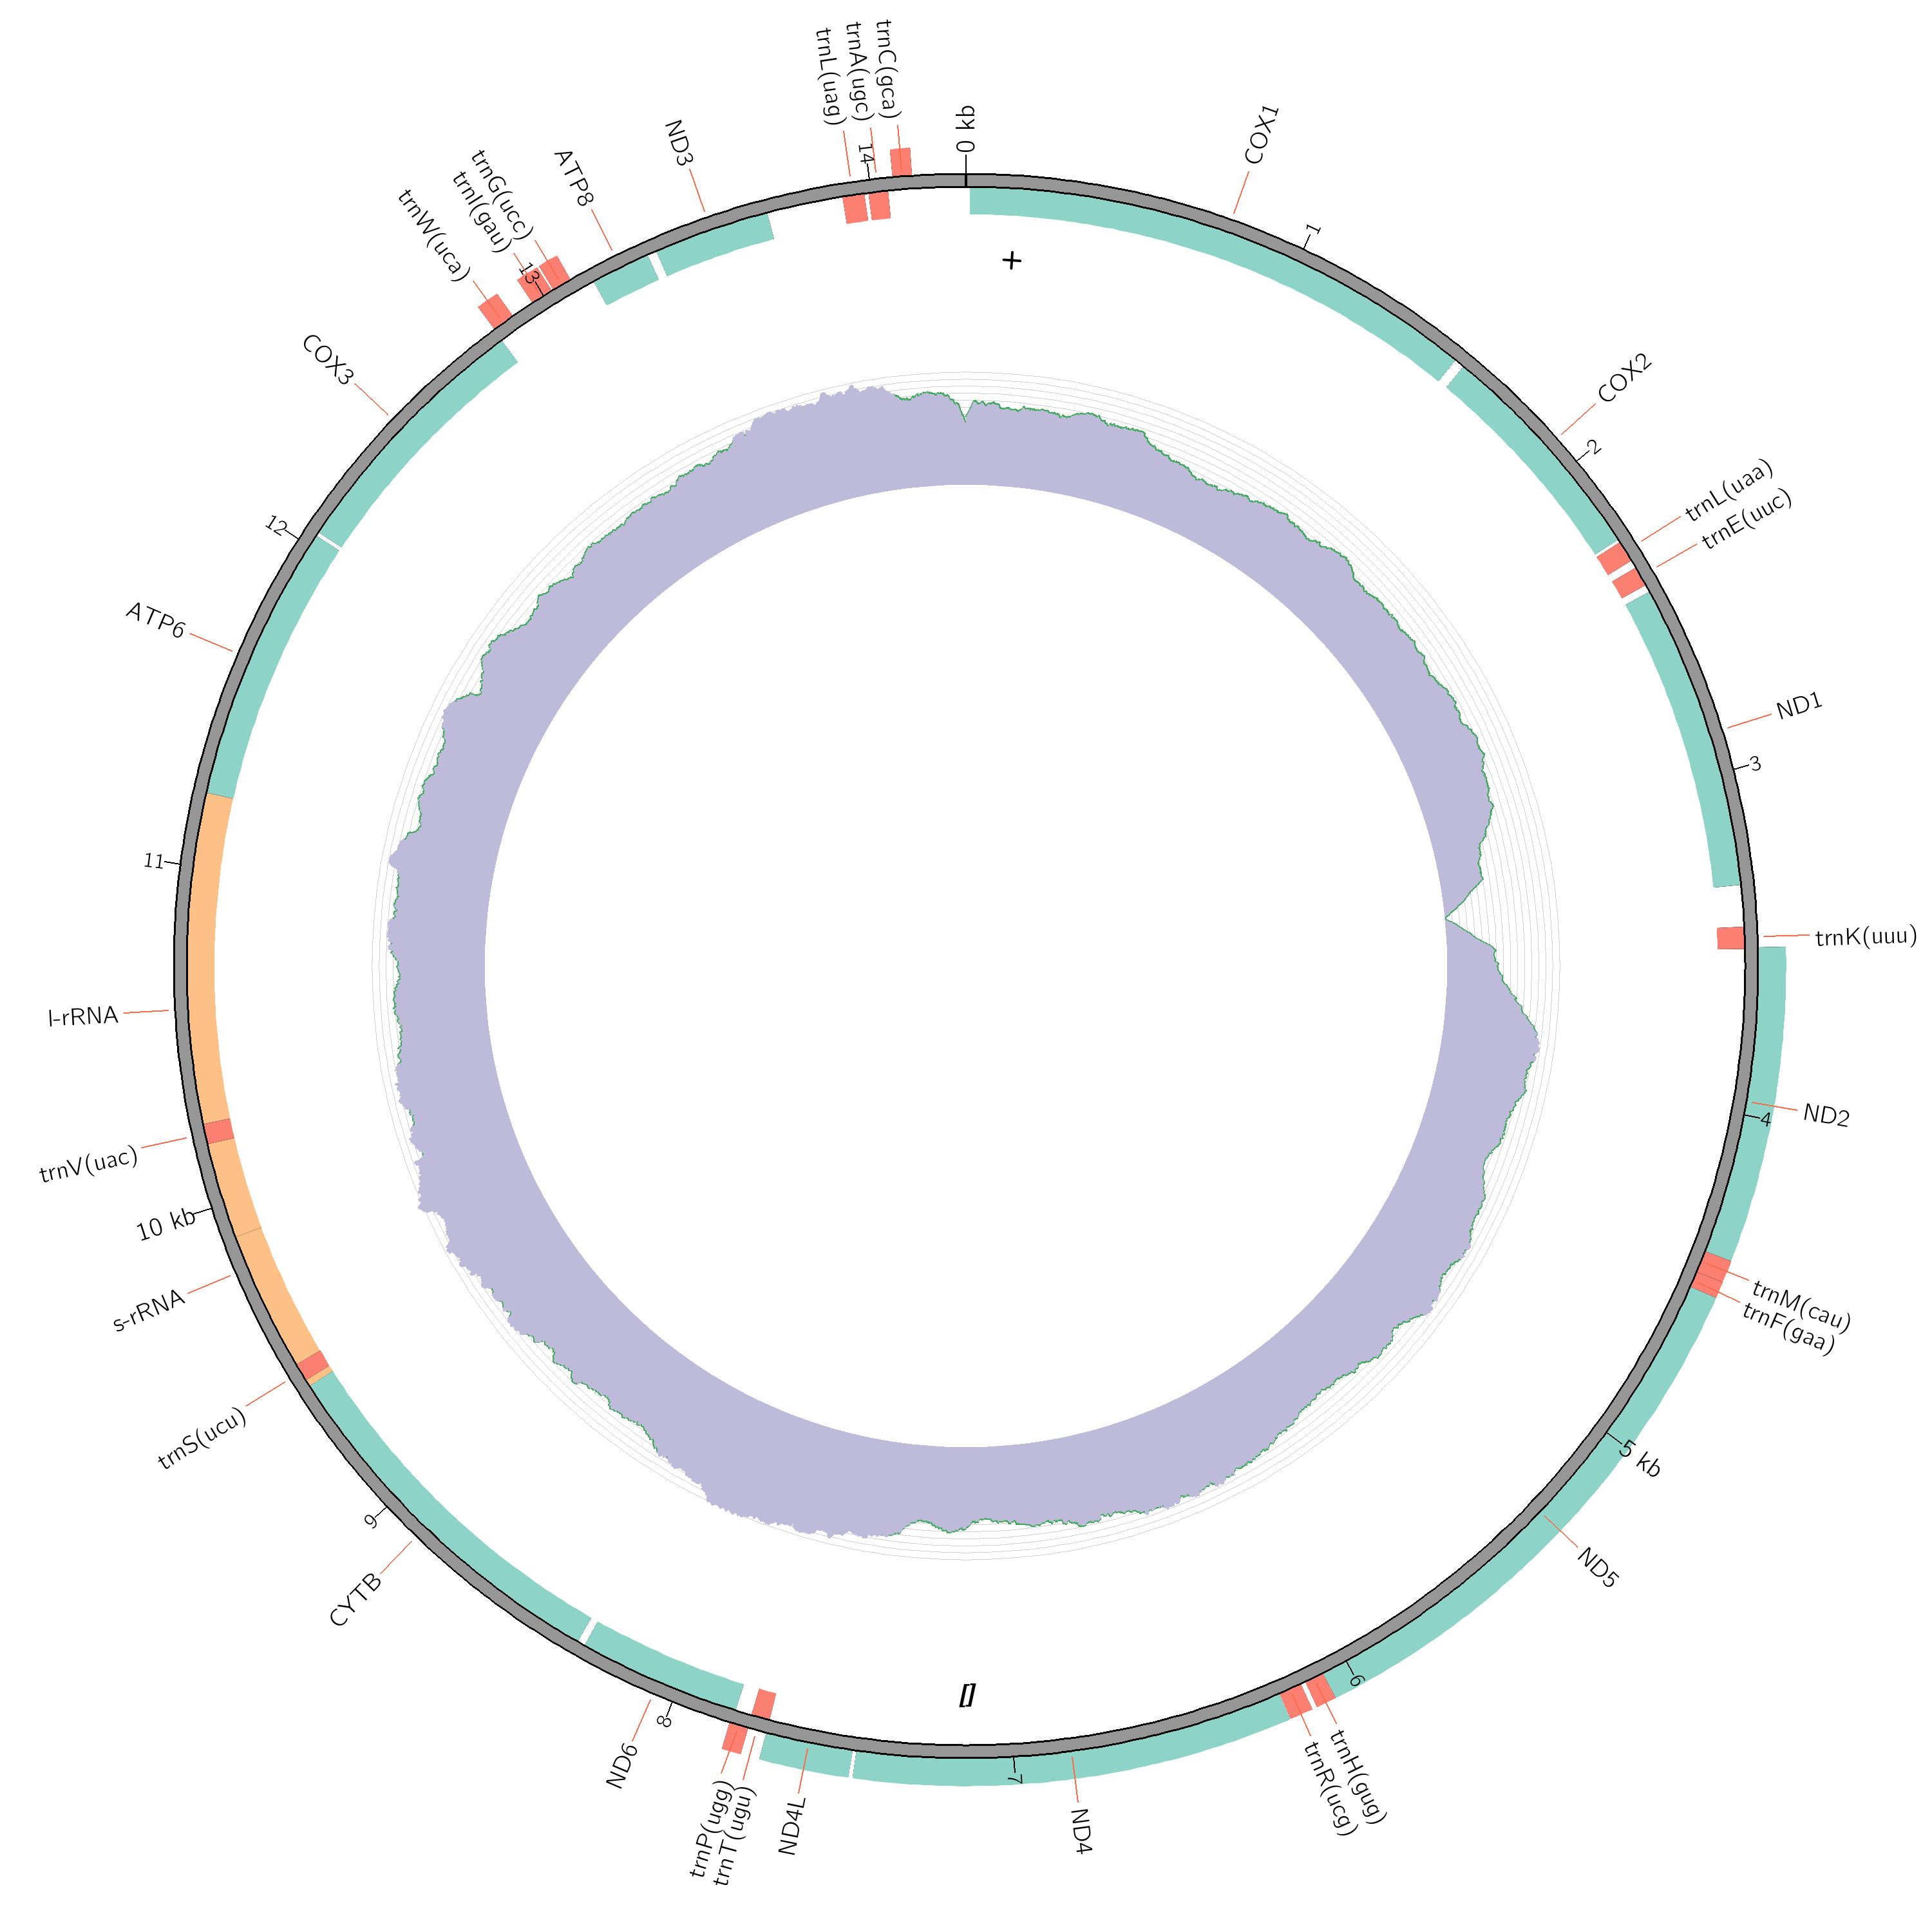 0 kb
COX1
1
COX2
2
trnL(uaa)
trnE(uuc)
ND1
3
trnK(uuu)
ND2
4
trnM(cau)
trnF(gaa)
5 kb
ND5
6
trnH(gug)
trnR(ucg)
ND4
7
ND4L
trnT(ugu)
trnP(ugg)
8
ND6
CYTB
9
trnS(ucu)
s-rRNA
10 kb
trnV(uac)
l-rRNA
11
ATP6
12
COX3
trnW(uca)
trnI(gau)
13
trnG(ucc)
ATP8
ND3
trnL(uag)
14
trnA(ugc)
trnC(gca)
+
[]